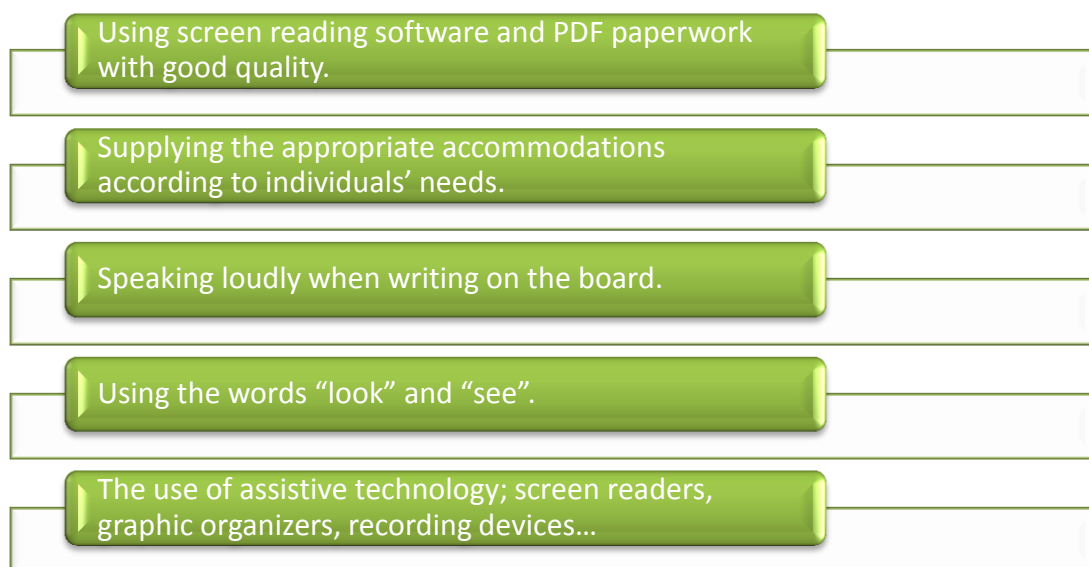 Using screen reading software and PDF paperwork
with good quality.
Supplying the appropriate accommodations
according to individuals’ needs.
Speaking loudly when writing on the board.
Using the words “look” and “see”.
The use of assistive technology; screen readers,
graphic organizers, recording devices…